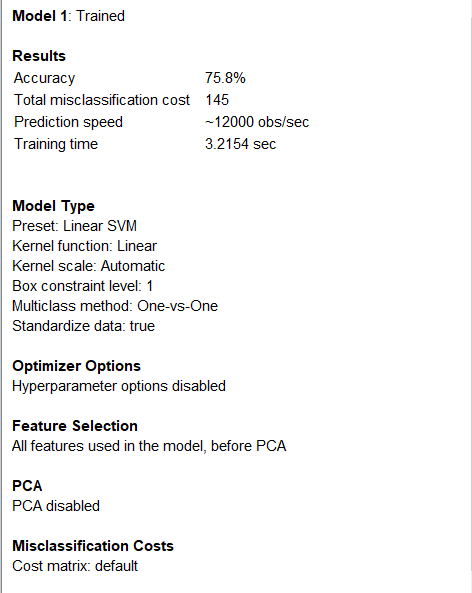 Model 1: Trained
Results
Accuracy 75.8%
Total misclassification cost 145
Prediction speed ~12000 obs/sec
Training time 3.2154 sec
Model Type
Preset: Linear SVM
Kernel function: Linear
Kernel scale: Automatic
Box constraint level: 1
Multiclass method: One-vs-One
Standardize data: true
Optimizer Options
Hyperparameter options disabled
Feature Selection
All features used in the model, before PCA
PCA
PCA disabled
Misclassification Costs
Cost matrix: default